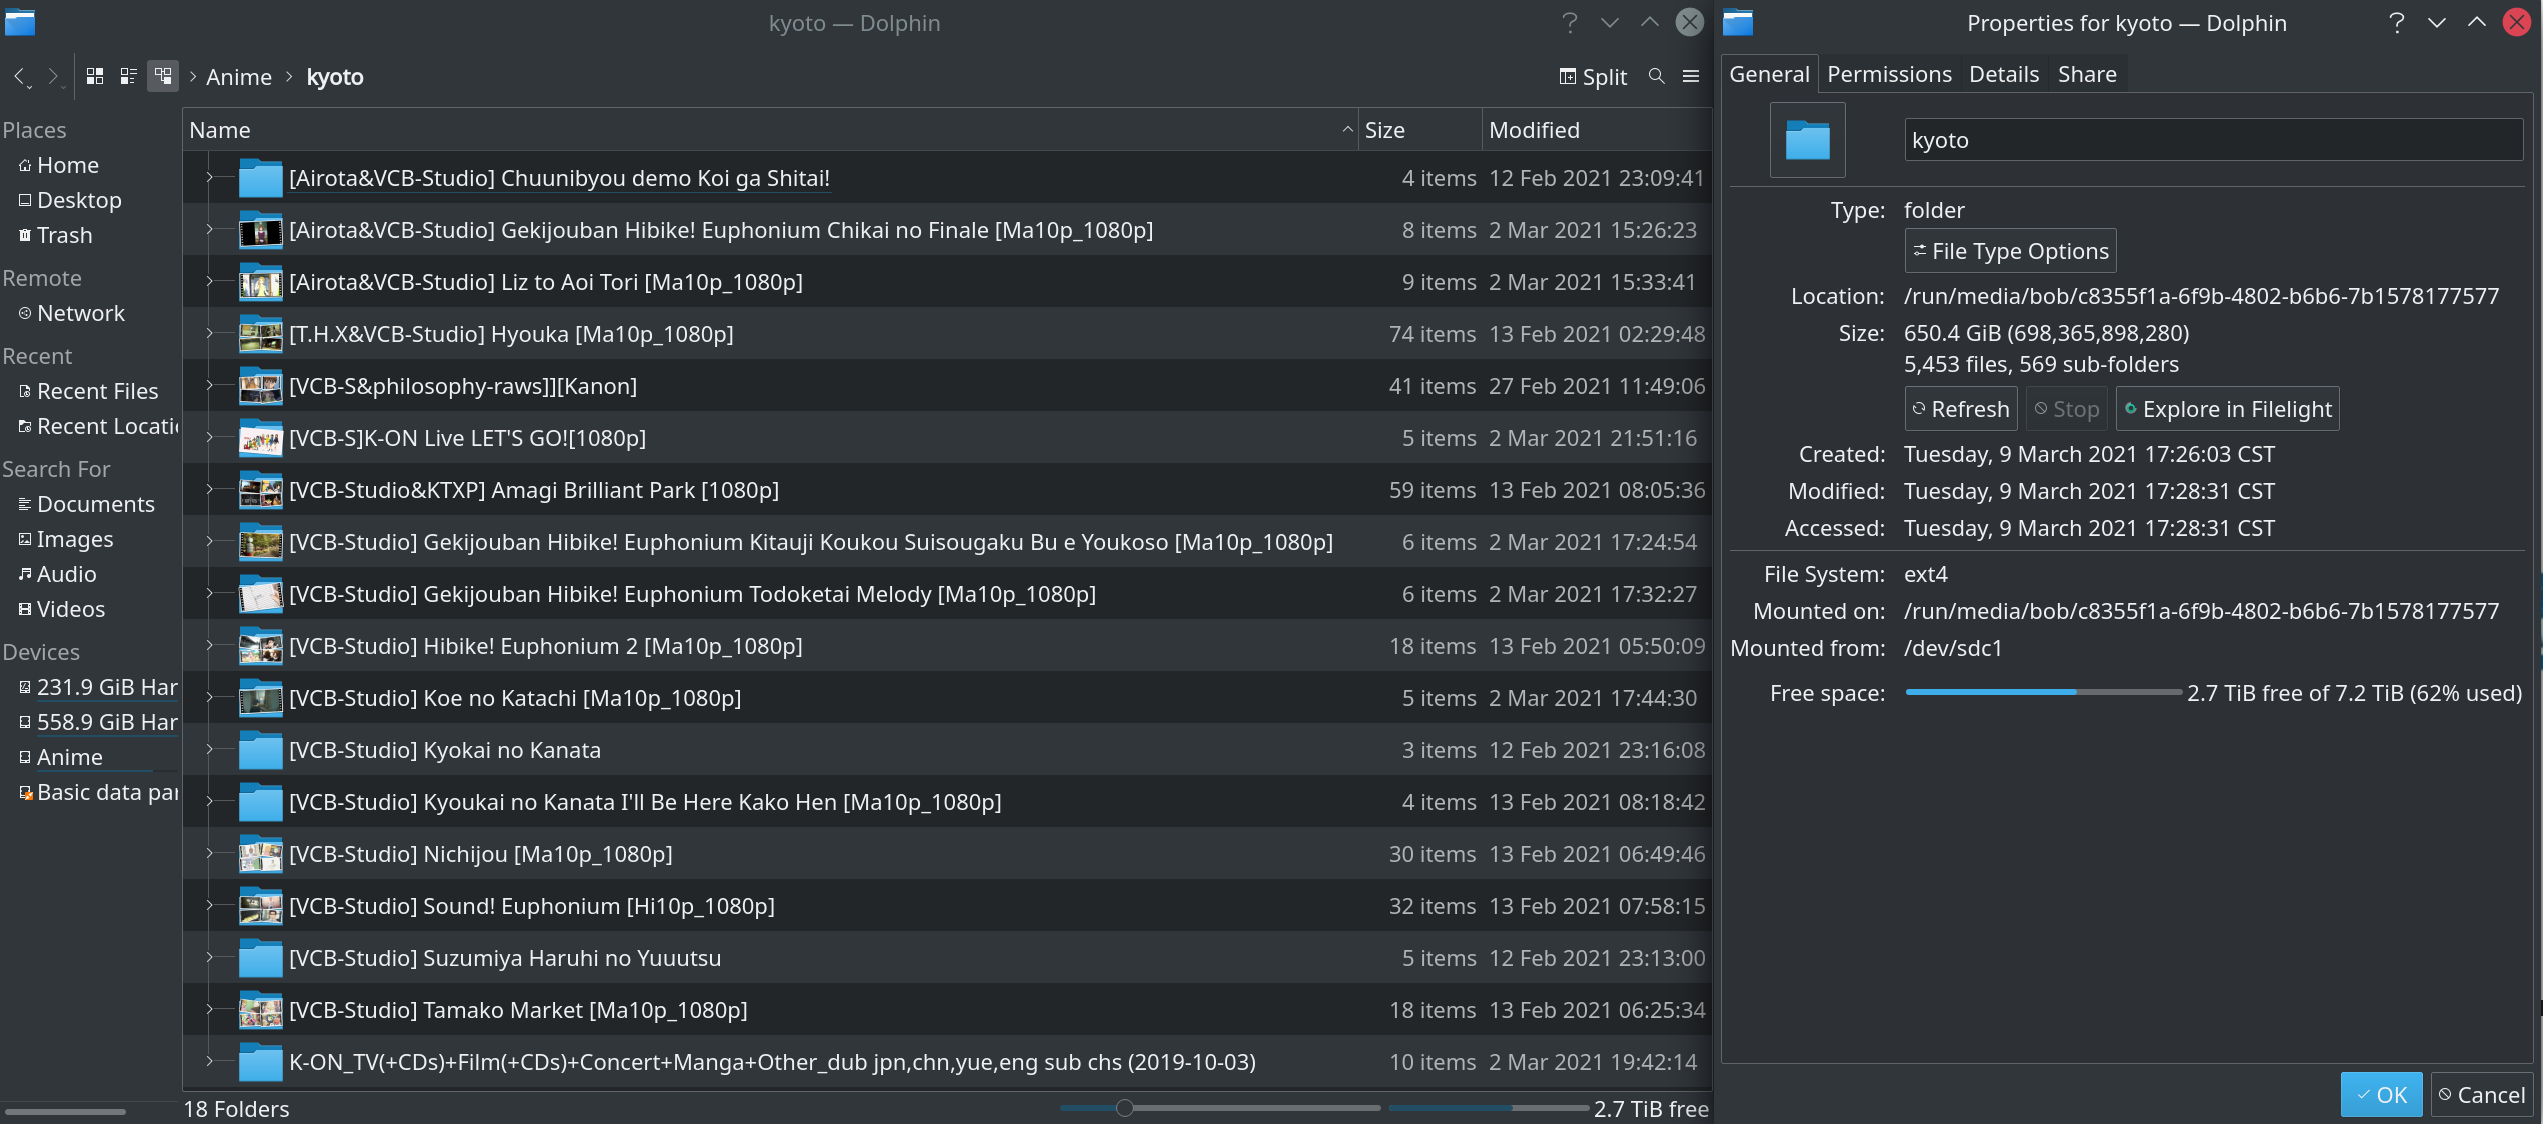 kyoto — Dolphin
Anime
kyoto
Split
Places
Home
Desktop
Trash
Remote
Network
Recent
Recent Files
Recent Locati
Search For
Documents
Images
Audio
Videos
Devices
231.9 GiB Har
558.9 GiB Har
Anime
Basic data par
Name Size Modified
[Airota&VCB-Studio] Chuunibyou demo Koi ga Shitai! 4 items 12 Feb 2021 23:09:41
[Airota&VCB-Studio] Gekijouban Hibike! Euphonium Chikai no Finale [Ma10p_1080p] 8 items 2 Mar 2021 15:26:23
[Airota&VCB-Studio] Liz to Aoi Tori [Ma10p_1080p] 9 items 2 Mar 2021 15:33:41
[T.H.X&VCB-Studio] Hyouka [Ma10p_1080p] 74 items 13 Feb 2021 02:29:48
[VCB-S&philosophy-raws]][Kanon] 41 items 27 Feb 2021 11:49:06
[VCB-S]K-ON Live LET'S GO![1080p] 5 items 2 Mar 2021 21:51:16
[VCB-Studio&KTXP] Amagi Brilliant Park [1080p] 59 items 13 Feb 2021 08:05:36
[VCB-Studio] Gekijouban Hibike! Euphonium Kitauji Koukou Suisougaku Bu e Youkoso [Ma10p_1080p] 6 items 2 Mar 2021 17:24:54
[VCB-Studio] Gekijouban Hibike! Euphonium Todoketai Melody [Ma10p_1080p] 6 items 2 Mar 2021 17:32:27
[VCB-Studio] Hibike! Euphonium 2 [Ma10p_1080p] 18 items 13 Feb 2021 05:50:09
[VCB-Studio] Koe no Katachi [Ma10p_1080p] 5 items 2 Mar 2021 17:44:30
[VCB-Studio] Kyokai no Kanata 3 items 12 Feb 2021 23:16:08
[VCB-Studio] Kyoukai no Kanata I'll Be Here Kako Hen [Ma10p_1080p] 4 items 13 Feb 2021 08:18:42
[VCB-Studio] Nichijou [Ma10p_1080p] 30 items 13 Feb 2021 06:49:46
[VCB-Studio] Sound! Euphonium [Hi10p_1080p] 32 items 13 Feb 2021 07:58:15
[VCB-Studio] Suzumiya Haruhi no Yuuutsu 5 items 12 Feb 2021 23:13:00
[VCB-Studio] Tamako Market [Ma10p_1080p] 18 items 13 Feb 2021 06:25:34
K-ON_TV(+CDs)+Film(+CDs)+Concert+Manga+Other_dub jpn,chn,yue,eng sub chs (2019-10-03) 10 items 2 Mar 2021 19:42:14
18 Folders
2.7 TiB free
Properties for kyoto — Dolphin
General Permissions Details Share
kyoto
Type: folder
File Type Options
Location: /run/media/bob/c8355f1a-6f9b-4802-b6b6-7b1578177577
Size: 650.4 GiB (698,365,898,280)
5,453 files, 569 sub-folders
Refresh Stop Explore in Filelight
Created: Tuesday, 9 March 2021 17:26:03 CST
Modified: Tuesday, 9 March 2021 17:28:31 CST
Accessed: Tuesday, 9 March 2021 17:28:31 CST
File System: ext4
Mounted on: /run/media/bob/c8355f1a-6f9b-4802-b6b6-7b1578177577
Mounted from: /dev/sdc1
Free space: 2.7 TiB free of 7.2 TiB (62% used)
OK Cancel